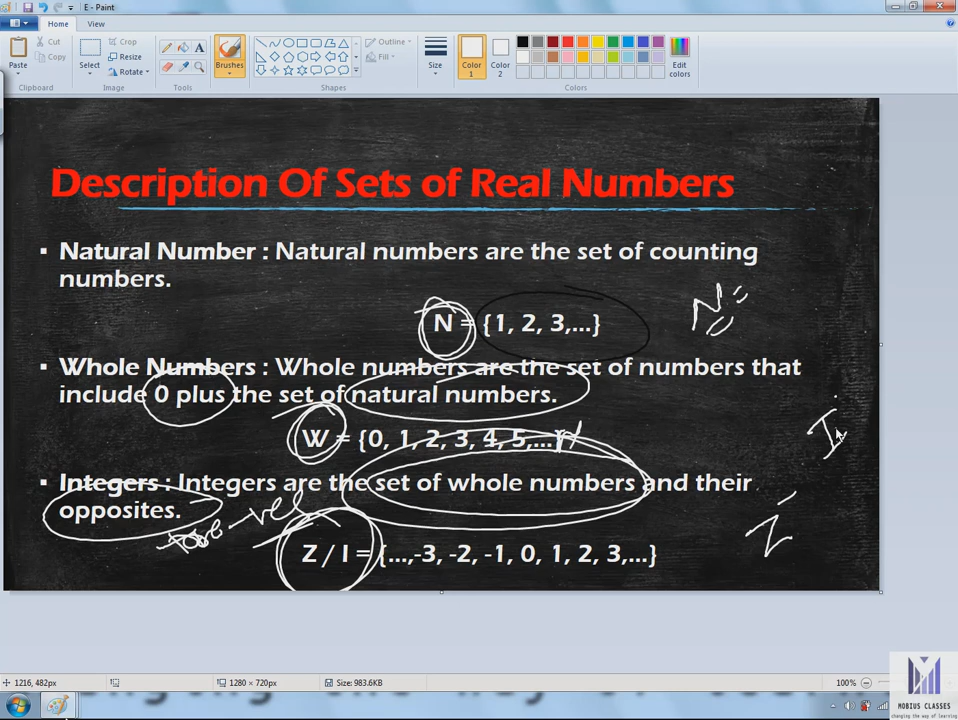 E - Paint
Home View
Paste Cut Copy Clipboard
Select Crop Resize Rotate Image
Tools
Brushes
Outline Fill Shapes
Size
Color 1 Color 2 Edit colors Colors
Description Of Sets of Real Numbers
▪ Natural Number : Natural numbers are the set of counting
numbers.
N = {1, 2, 3,...}
N
▪ Whole Numbers : Whole numbers are the set of numbers that
include 0 plus the set of natural numbers.
W = {0, 1, 2, 3, 4, 5,...}
I
▪ Integers : Integers are the set of whole numbers and their
opposites.
Z
Z / I = {...,-3, -2, -1, 0, 1, 2, 3,...}
1216, 482px 1280 × 720px Size: 983.6KB 100%
MOBIUS CLASSES
changing the way of learning